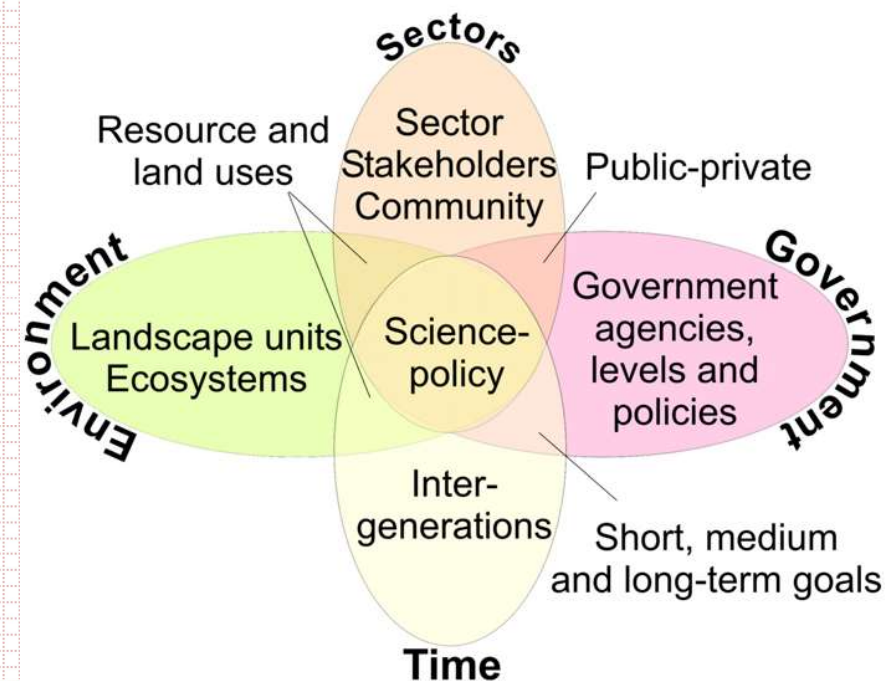 Sectors
Resource and
land uses
Sector
Stakeholders
Community
Public-private
Environment
Landscape units
Ecosystems
Science-
policy
Government
agencies,
levels and
policies
Government
Inter-
generations
Short, medium
and long-term goals
Time